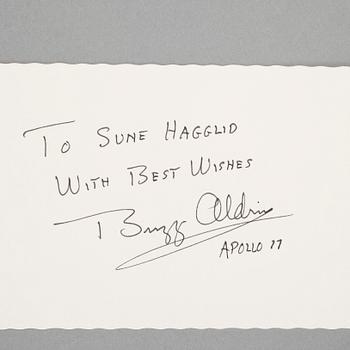 To Sune Hagglid
With Best Wishes
Buzz Aldrin
Apollo 11